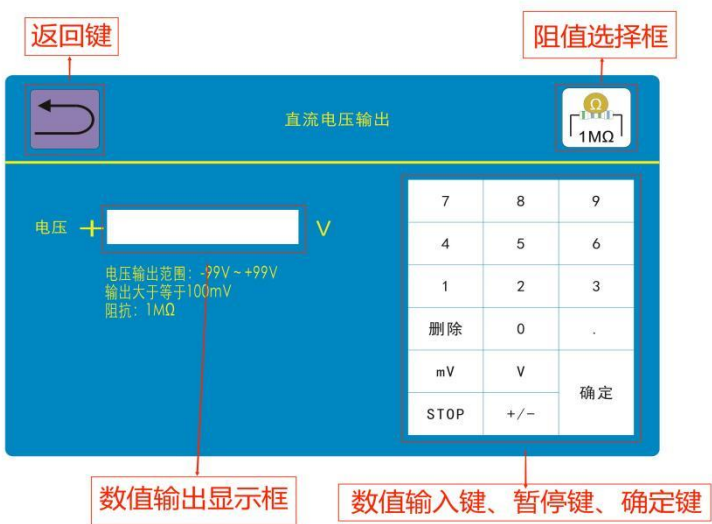 返回键
阻值选择框
直流电压输出
Ω
1MΩ
电压 + V
电压输出范围：-99V~+99V
输出大于等于100mV
阻抗：1MΩ
7 8 9
4 5 6
1 2 3
删除 0 .
mV V
确定
STOP +/-
数值输出显示框
数值输入键、暂停键、确定键